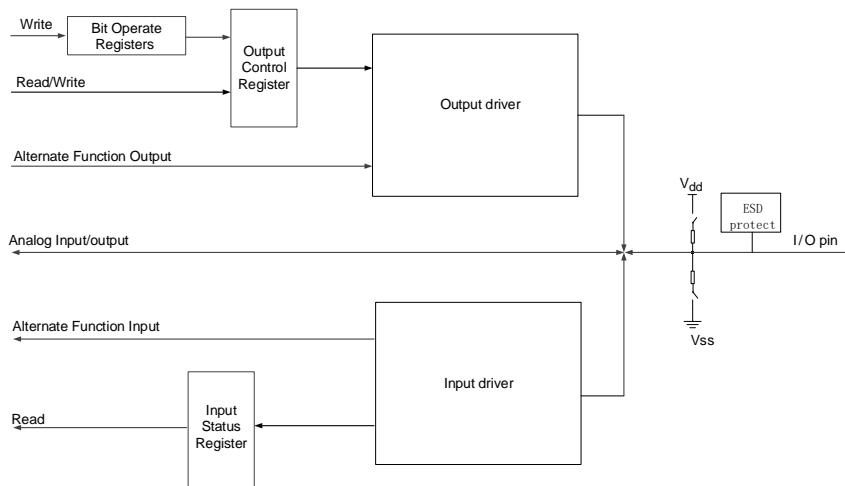 Write
Bit Operate
Registers
Output
Control
Register
Read/Write
Output driver
Alternate Function Output
Vdd
ESD
protect
Analog Input/output
I/O pin
Alternate Function Input
Vss
Input driver
Input
Status
Register
Read